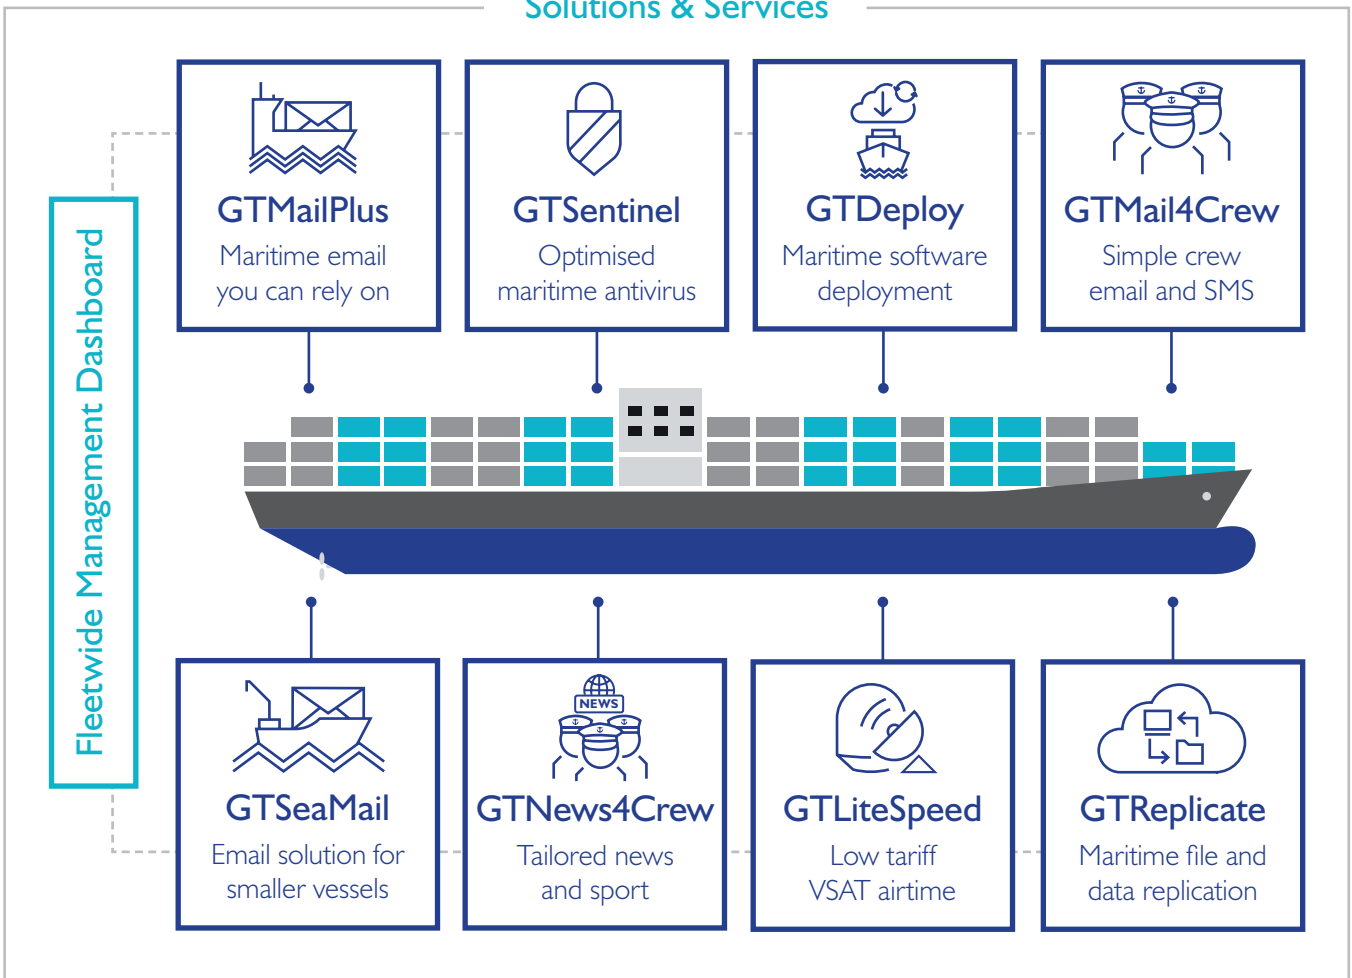 Solutions & Services
GTMailPlus
Maritime email
you can rely on
GTSentinel
Optimised
maritime antivirus
GTDeploy
Maritime software
deployment
GTMail4Crew
Simple crew
email and SMS
Fleetwide Management Dashboard
GTSeaMail
Email solution for
smaller vessels
NEWS
GTNews4Crew
Tailored news
and sport
GTLiteSpeed
Low tariff
VSAT airtime
GTReplicate
Maritime file and
data replication